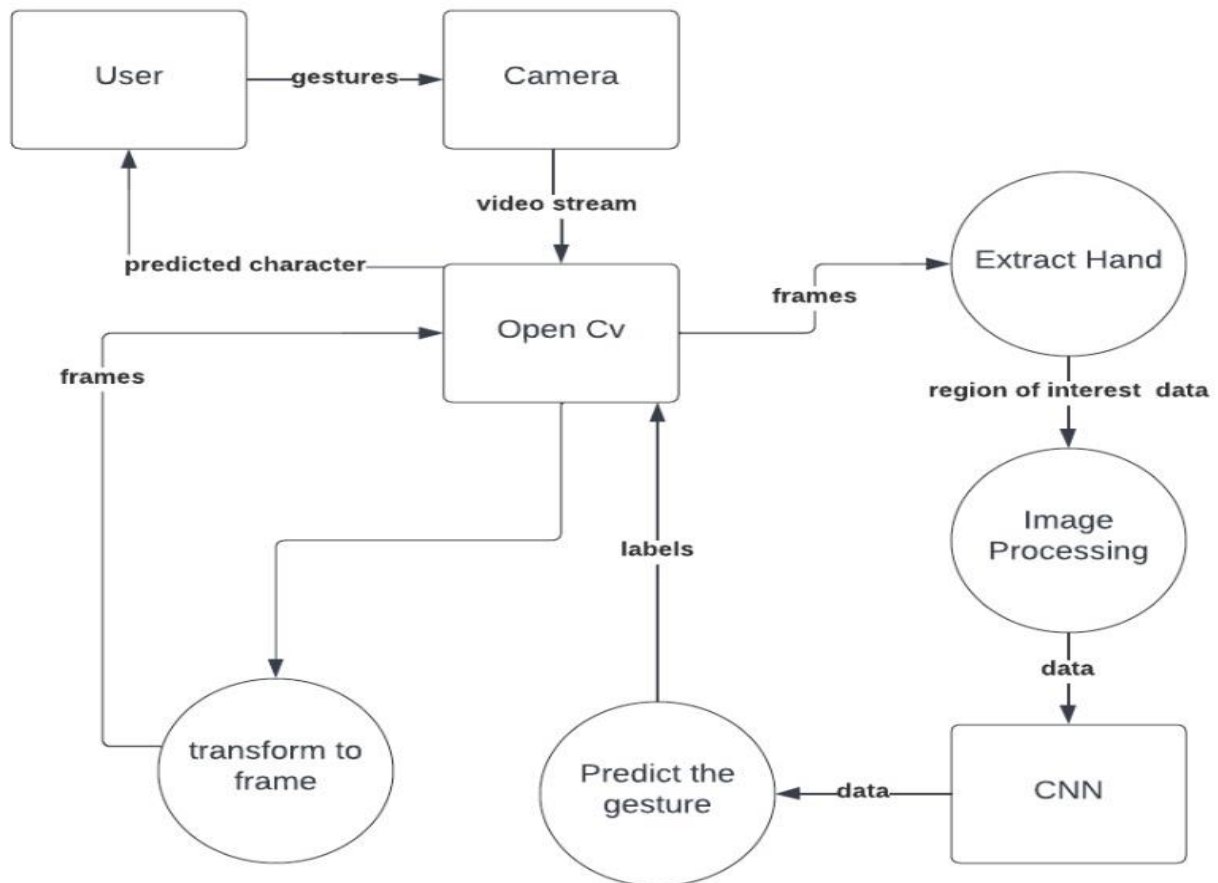 User
gestures
Camera
video stream
predicted character
Extract Hand
frames
Open Cv
frames
region of interest  data
Image
Processing
labels
data
transform to
frame
Predict the
gesture
data
CNN